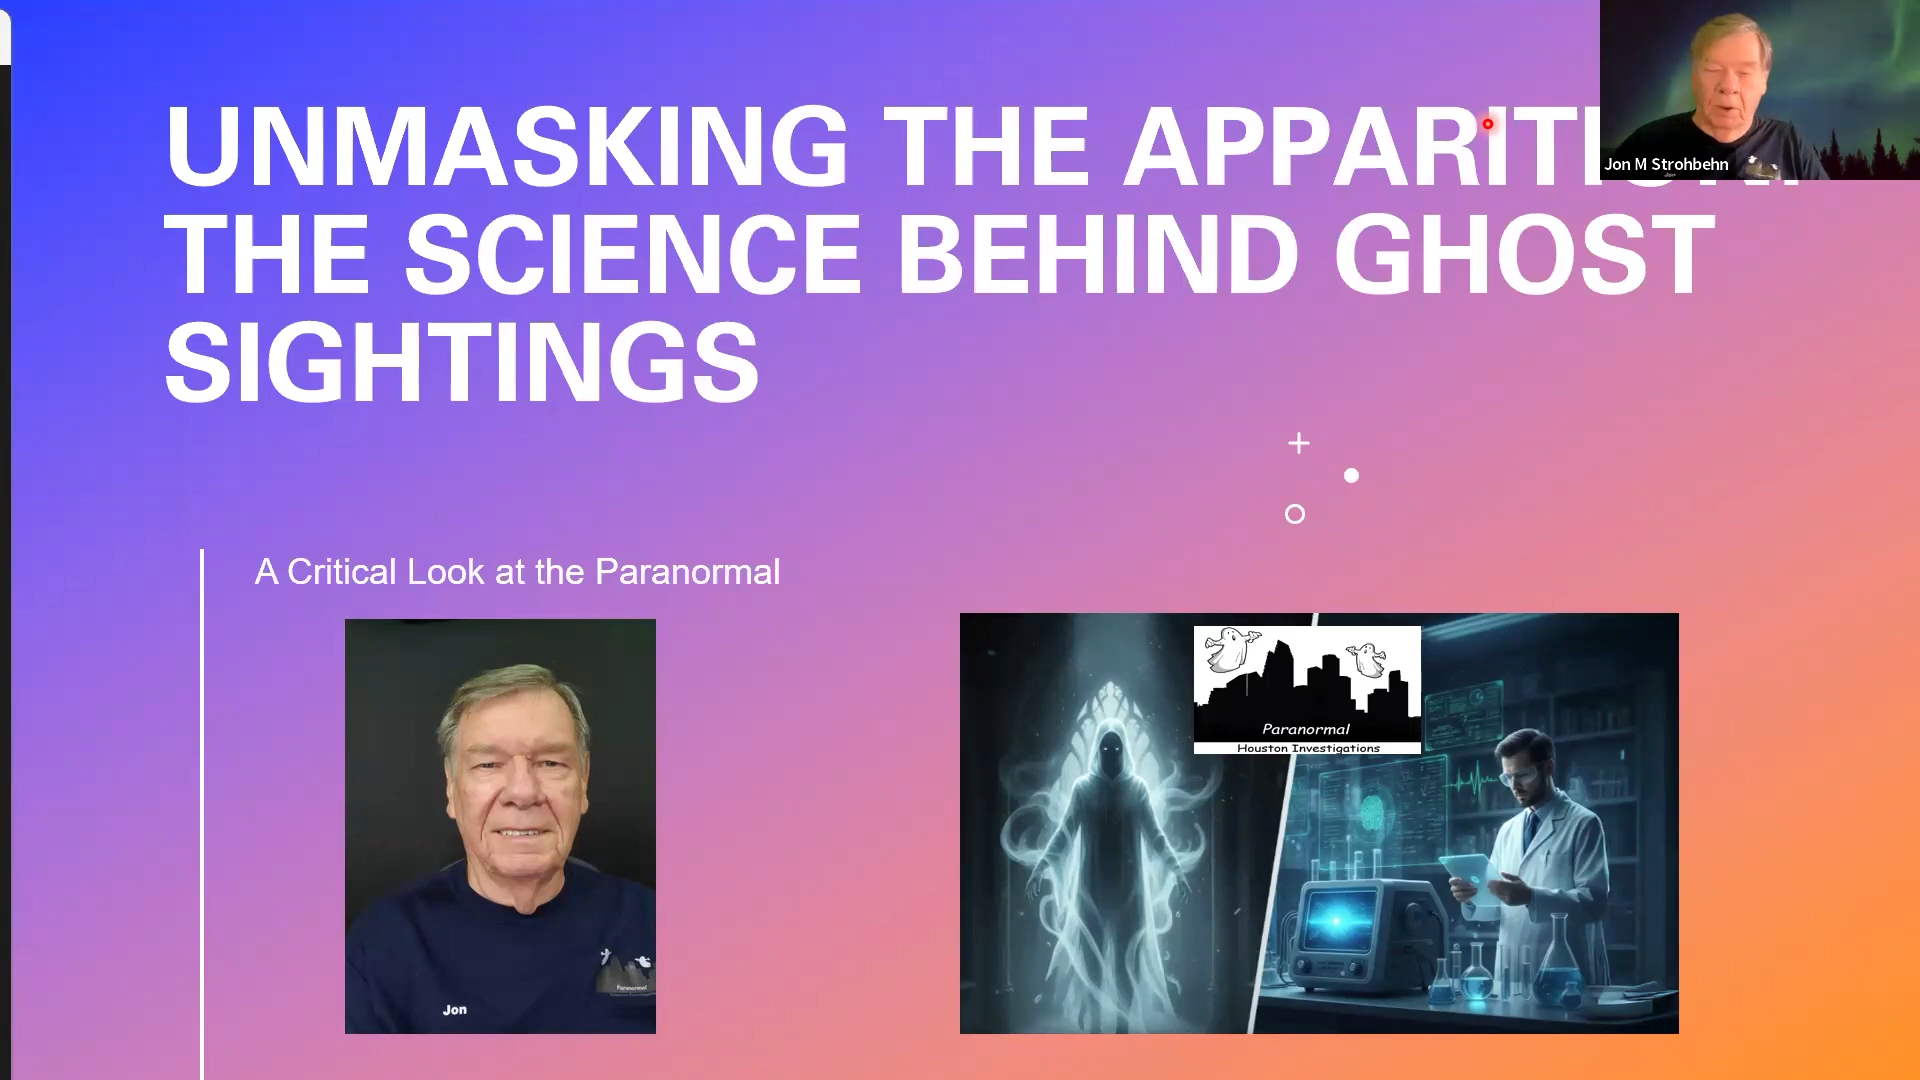 UNMASKING THE APPARITI
THE SCIENCE BEHIND GHOST
SIGHTINGS
Jon M Strohbehn
A Critical Look at the Paranormal
Jon
Paranormal
Paranormal
Houston Investigations